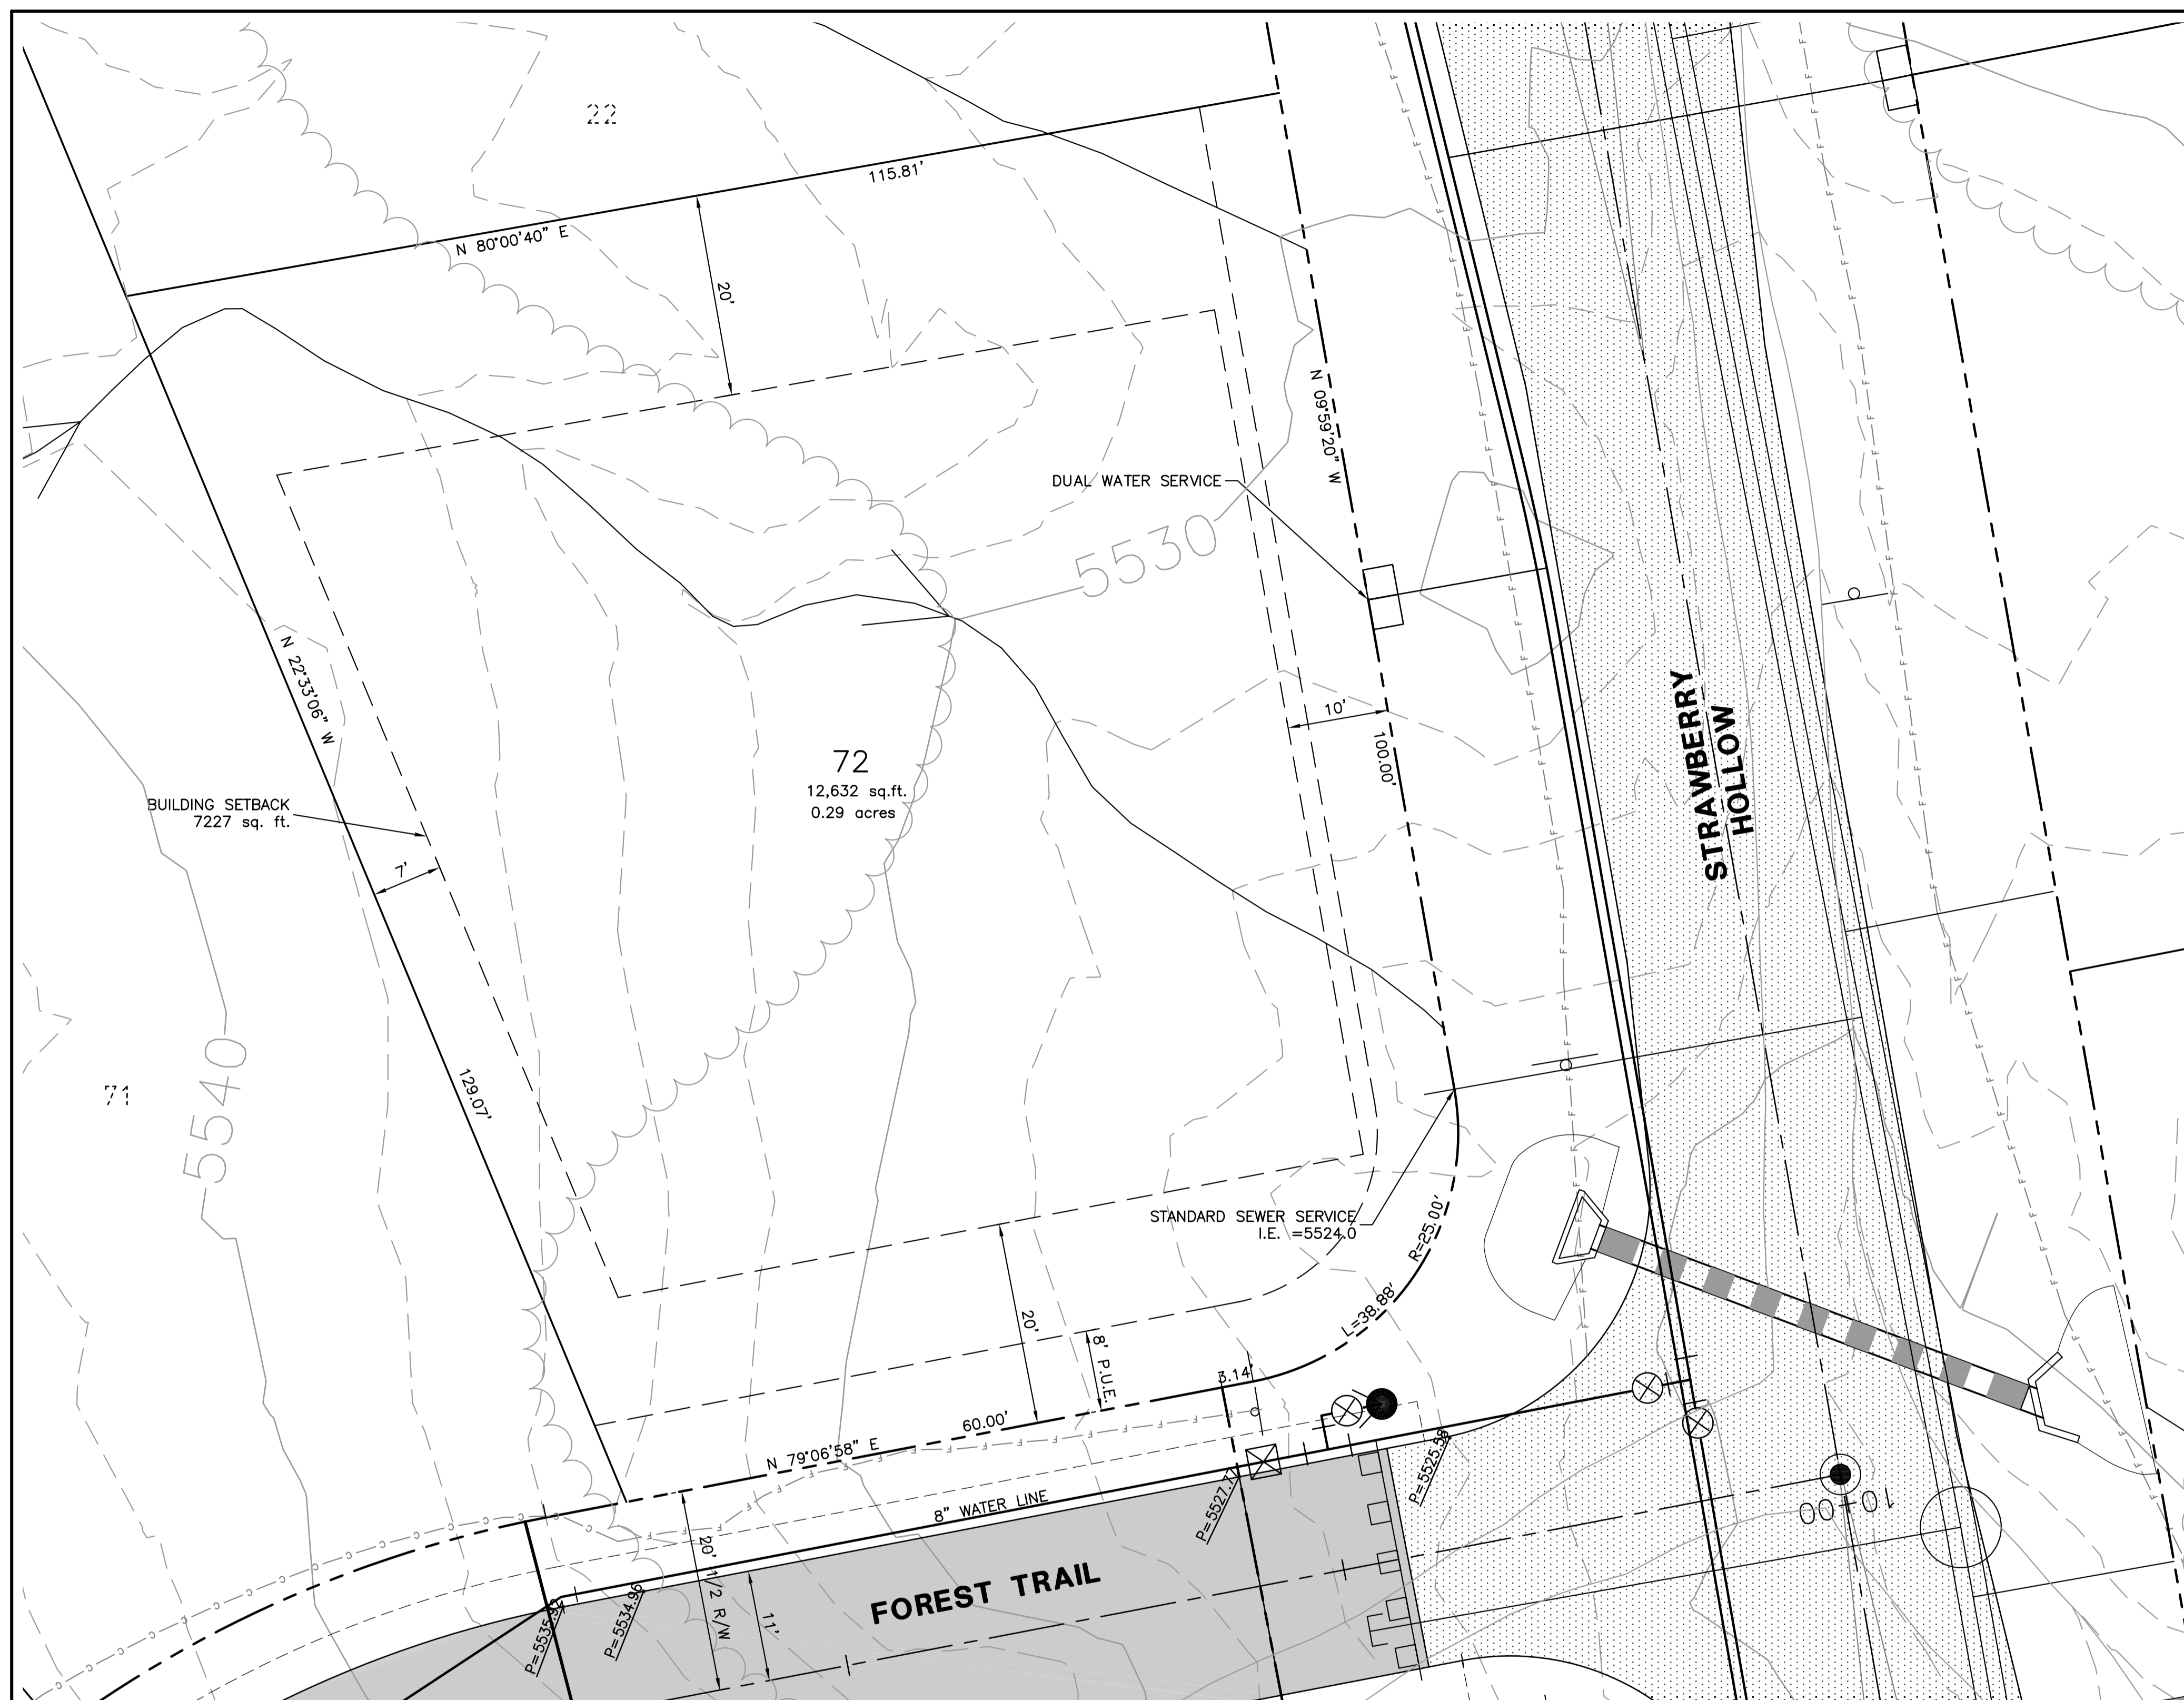 22
115.81'
N 80°00'40" E
20'
N 09°59'20" W
DUAL WATER SERVICE
5530
N 22°33'06" W
10'
100.00'
STRAWBERRY
HOLLOW
72
12,632 sq.ft.
0.29 acres
BUILDING SETBACK
7227 sq. ft.
7'
71
5540
129.07'
STANDARD SEWER SERVICE
I.E. =5524.0
R=25.00'
L=38.88'
20'
8' P.U.E.
3.14'
60.00'
N 79°06'58" E
8" WATER LINE
P=5527.77
P=5525.58
10+00
FOREST TRAIL
20' 1/2 R/W
11'
P=5534.96